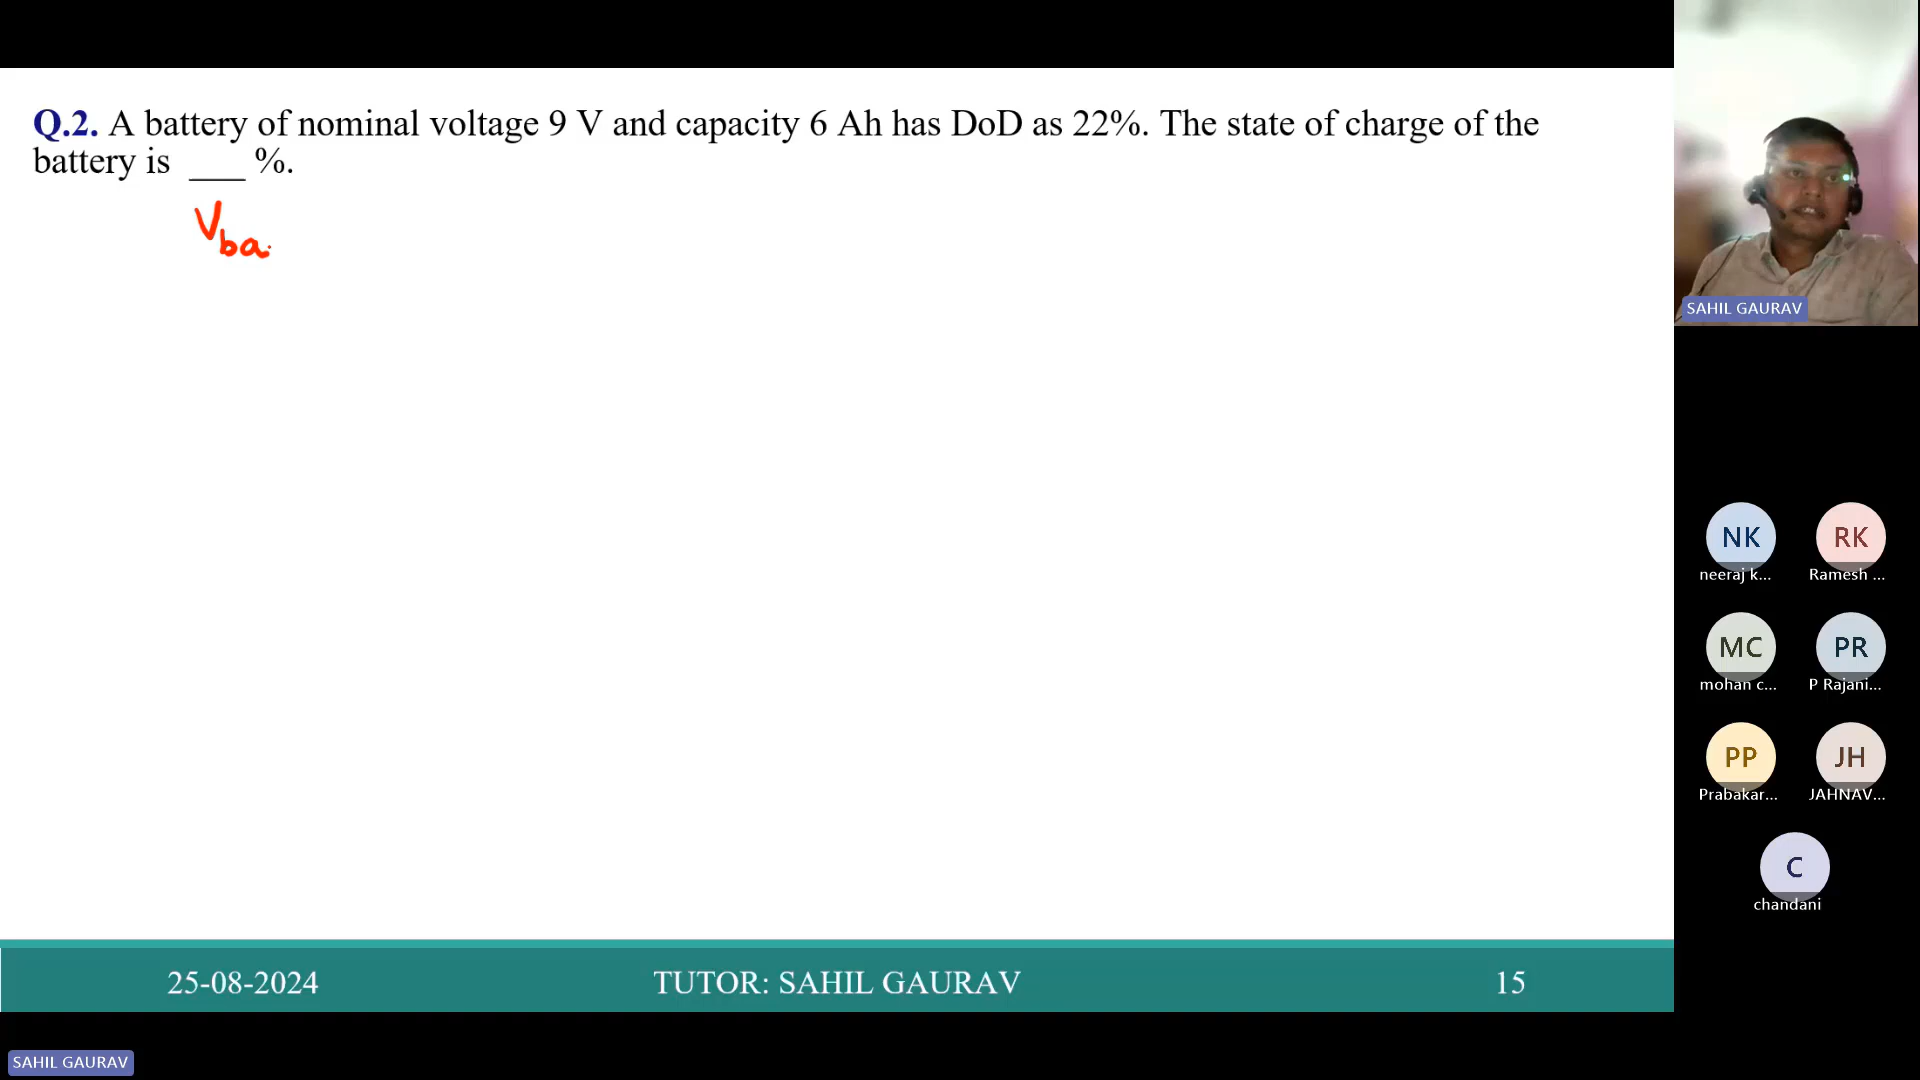 Q.2. A battery of nominal voltage 9 V and capacity 6 Ah has DoD as 22%. The state of charge of the
battery is ___ %.
Vba
25-08-2024 TUTOR: SAHIL GAURAV 15
SAHIL GAURAV
SAHIL GAURAV
NK RK
neeraj k... Ramesh ...
MC PR
mohan c... P Rajani...
PP JH
Prabakar... JAHNAV...
C
chandani